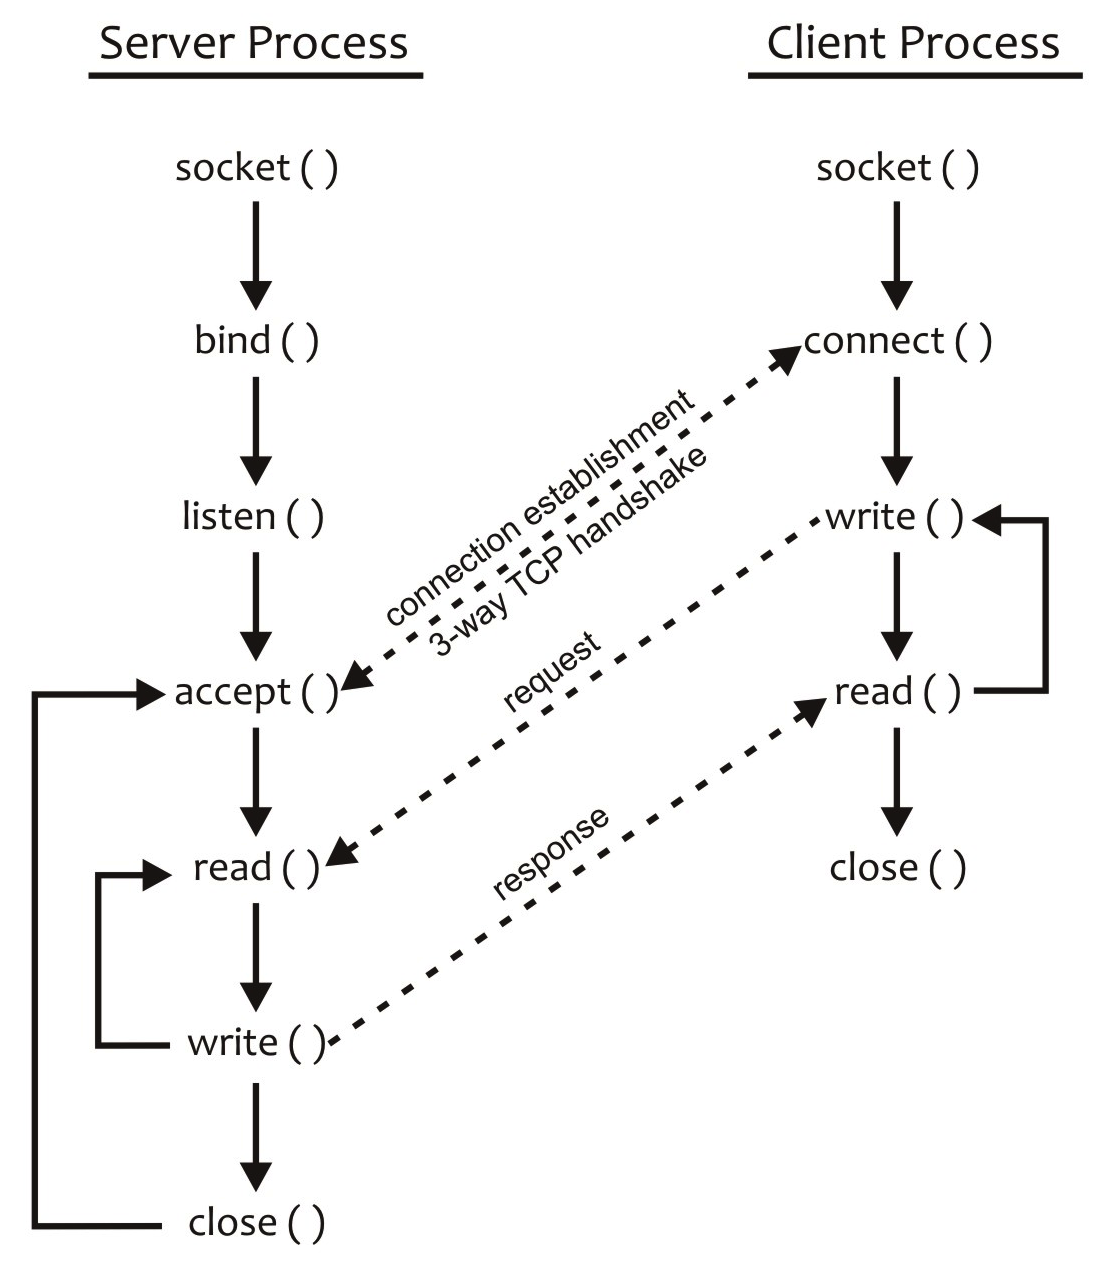 Server Process
socket ( )
bind ( )
listen ( )
accept ( )
read ( )
write ( )
close ( )
connection establishment
3-way TCP handshake
request
response
Client Process
socket ( )
connect ( )
write ( )
read ( )
close ( )